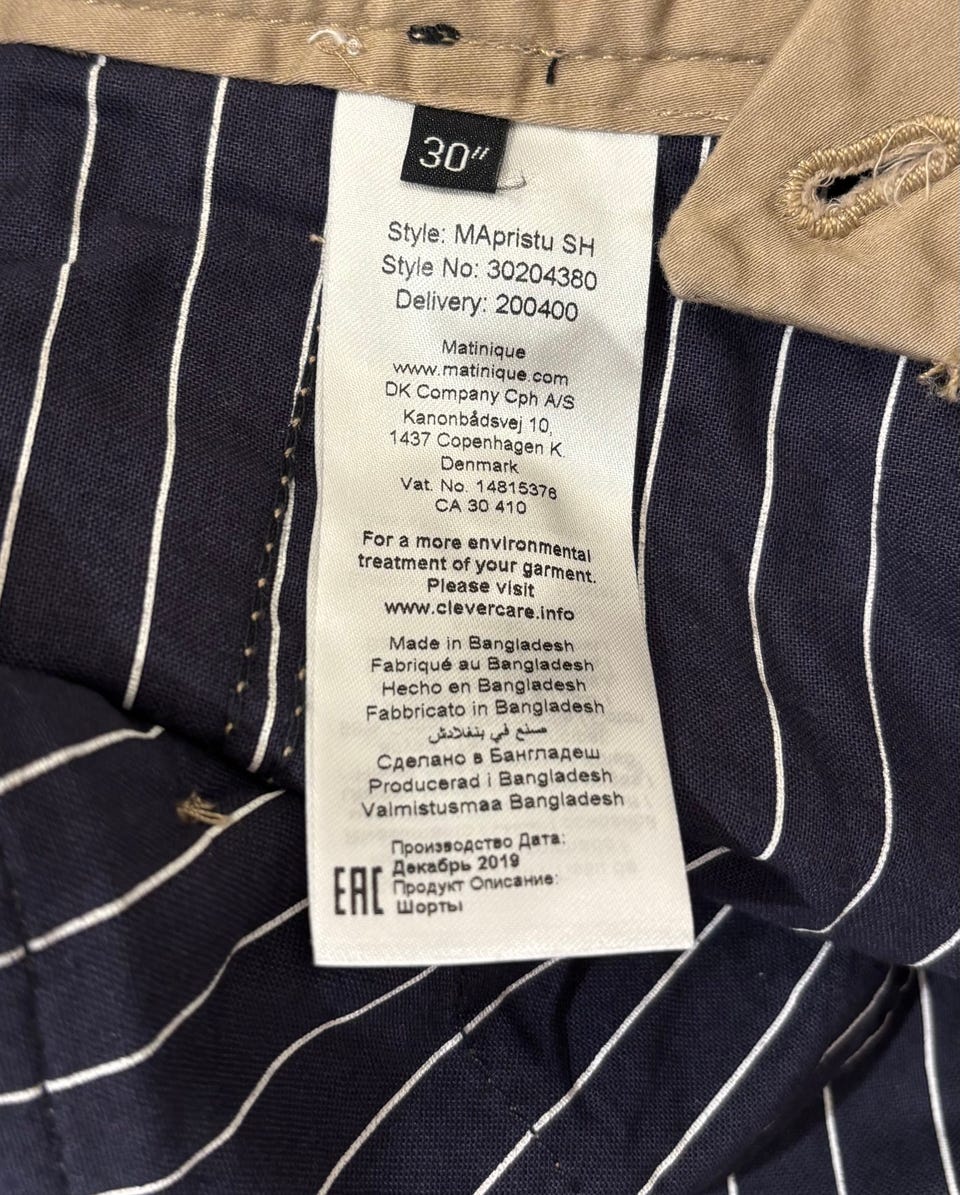 30"
Style: MApristu SH
Style No: 30204380
Delivery: 200400
Matinique
www.matinique.com
DK Company Cph A/S
Kanonbådsvej 10,
1437 Copenhagen K
Denmark
Vat. No. 14815376
CA 30 410
For a more environmental
treatment of your garment.
Please visit
www.clevercare.info
Made in Bangladesh
Fabriqué au Bangladesh
Hecho en Bangladesh
Fabbricato in Bangladesh
صنع في بنغلادش
Сделано в Бангладеш
Producerad i Bangladesh
Valmistusmaa Bangladesh
Производство Дата:
Декабрь 2019
EAC Продукт Описание:
Шорты